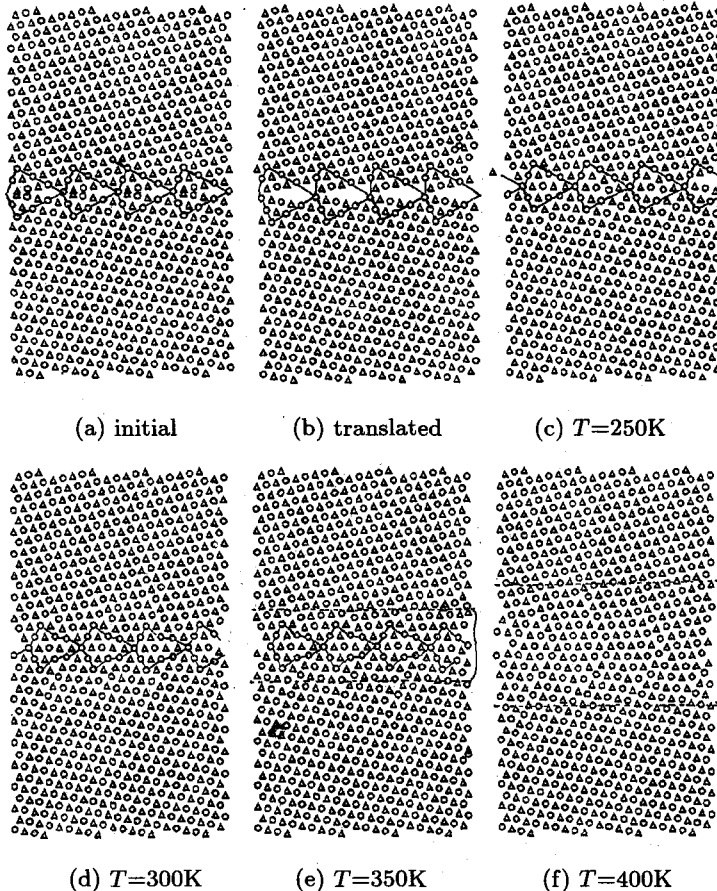 (a) initial
(b) translated
(c) T=250K
(d) T=300K
(e) T=350K
(f) T=400K